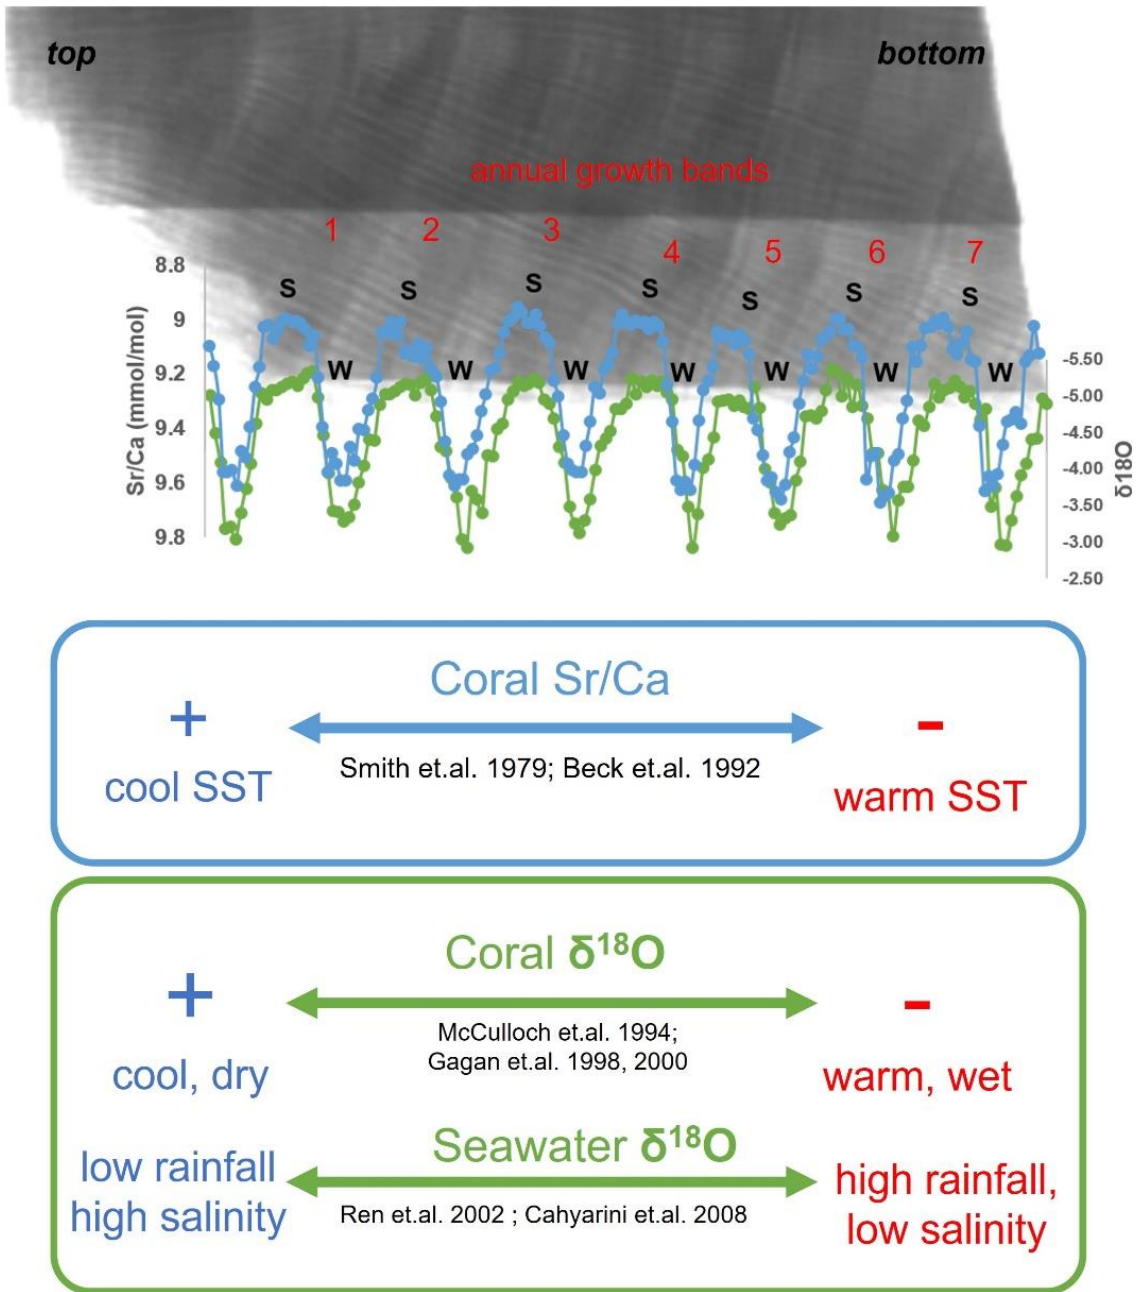 top
bottom
annual growth bands
1
2
3
4
5
6
7
S
S
S
S
S
S
S
W
W
W
W
W
W
W
Sr/Ca (mmol/mol)
8.8
9
9.2
9.4
9.6
9.8
-5.50
-5.00
-4.50
-4.00
-3.50
-3.00
-2.50
δ18O
Coral Sr/Ca
+
-
Smith et.al. 1979; Beck et.al. 1992
cool SST
warm SST
Coral δ¹⁸O
+
-
McCulloch et.al. 1994;
Gagan et.al. 1998, 2000
cool, dry
warm, wet
Seawater δ¹⁸O
low rainfall
high salinity
Ren et.al. 2002 ; Cahyarini et.al. 2008
high rainfall,
low salinity